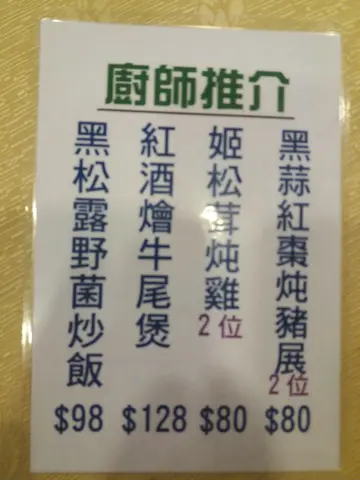 廚師推介
黑蒜紅棗炖豬展
2位
$80
姬松茸炖雞
2位
$80
紅酒燴牛尾煲
$128
黑松露野菌炒飯
$98